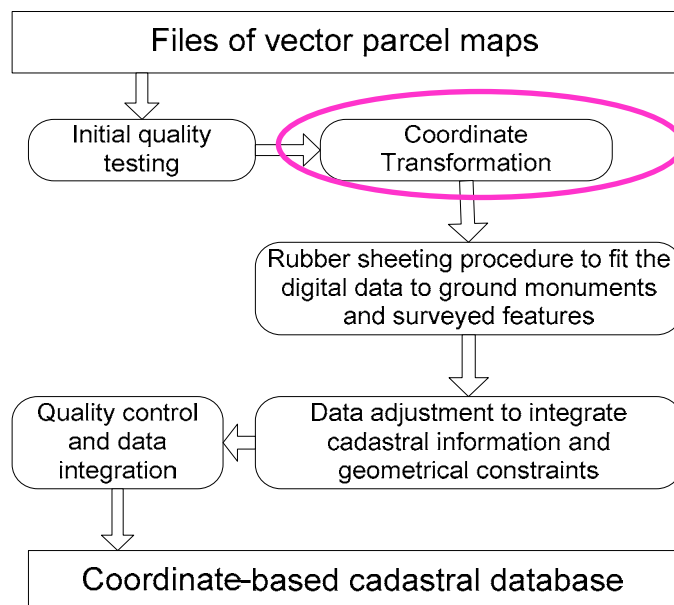 Files of vector parcel maps
Initial quality
testing
Coordinate
Transformation
Rubber sheeting procedure to fit the
digital data to ground monuments
and surveyed features
Data adjustment to integrate
cadastral information and
geometrical constraints
Quality control
and data
integration
Coordinate-based cadastral database